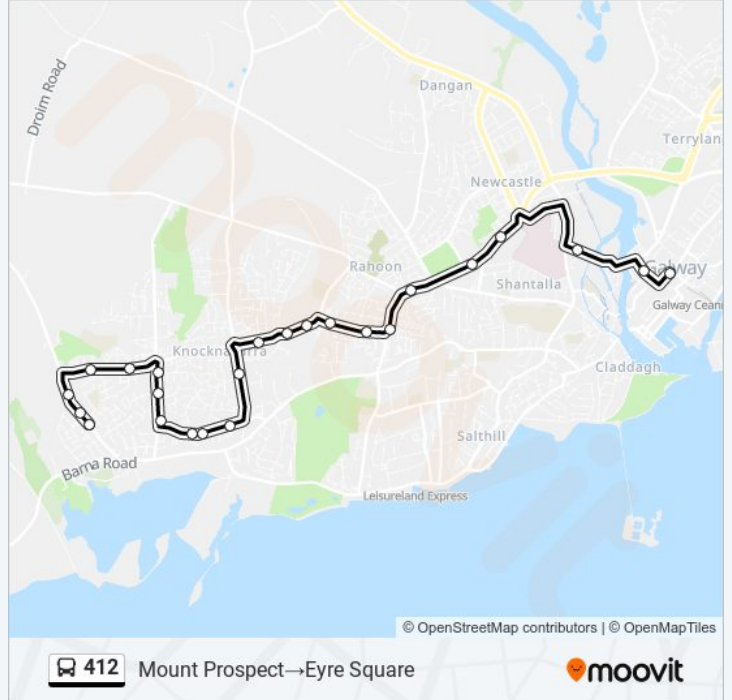 Droim Road
Dangan
Terrylan
Newcastle
Rahoon
Galway
Shantalla
Galway Ceann
Knocknacarra
Claddagh
Salthill
Barna Road
Leisureland Express
© OpenStreetMap contributors | © OpenMapTiles
412 Mount Prospect→Eyre Square moovit